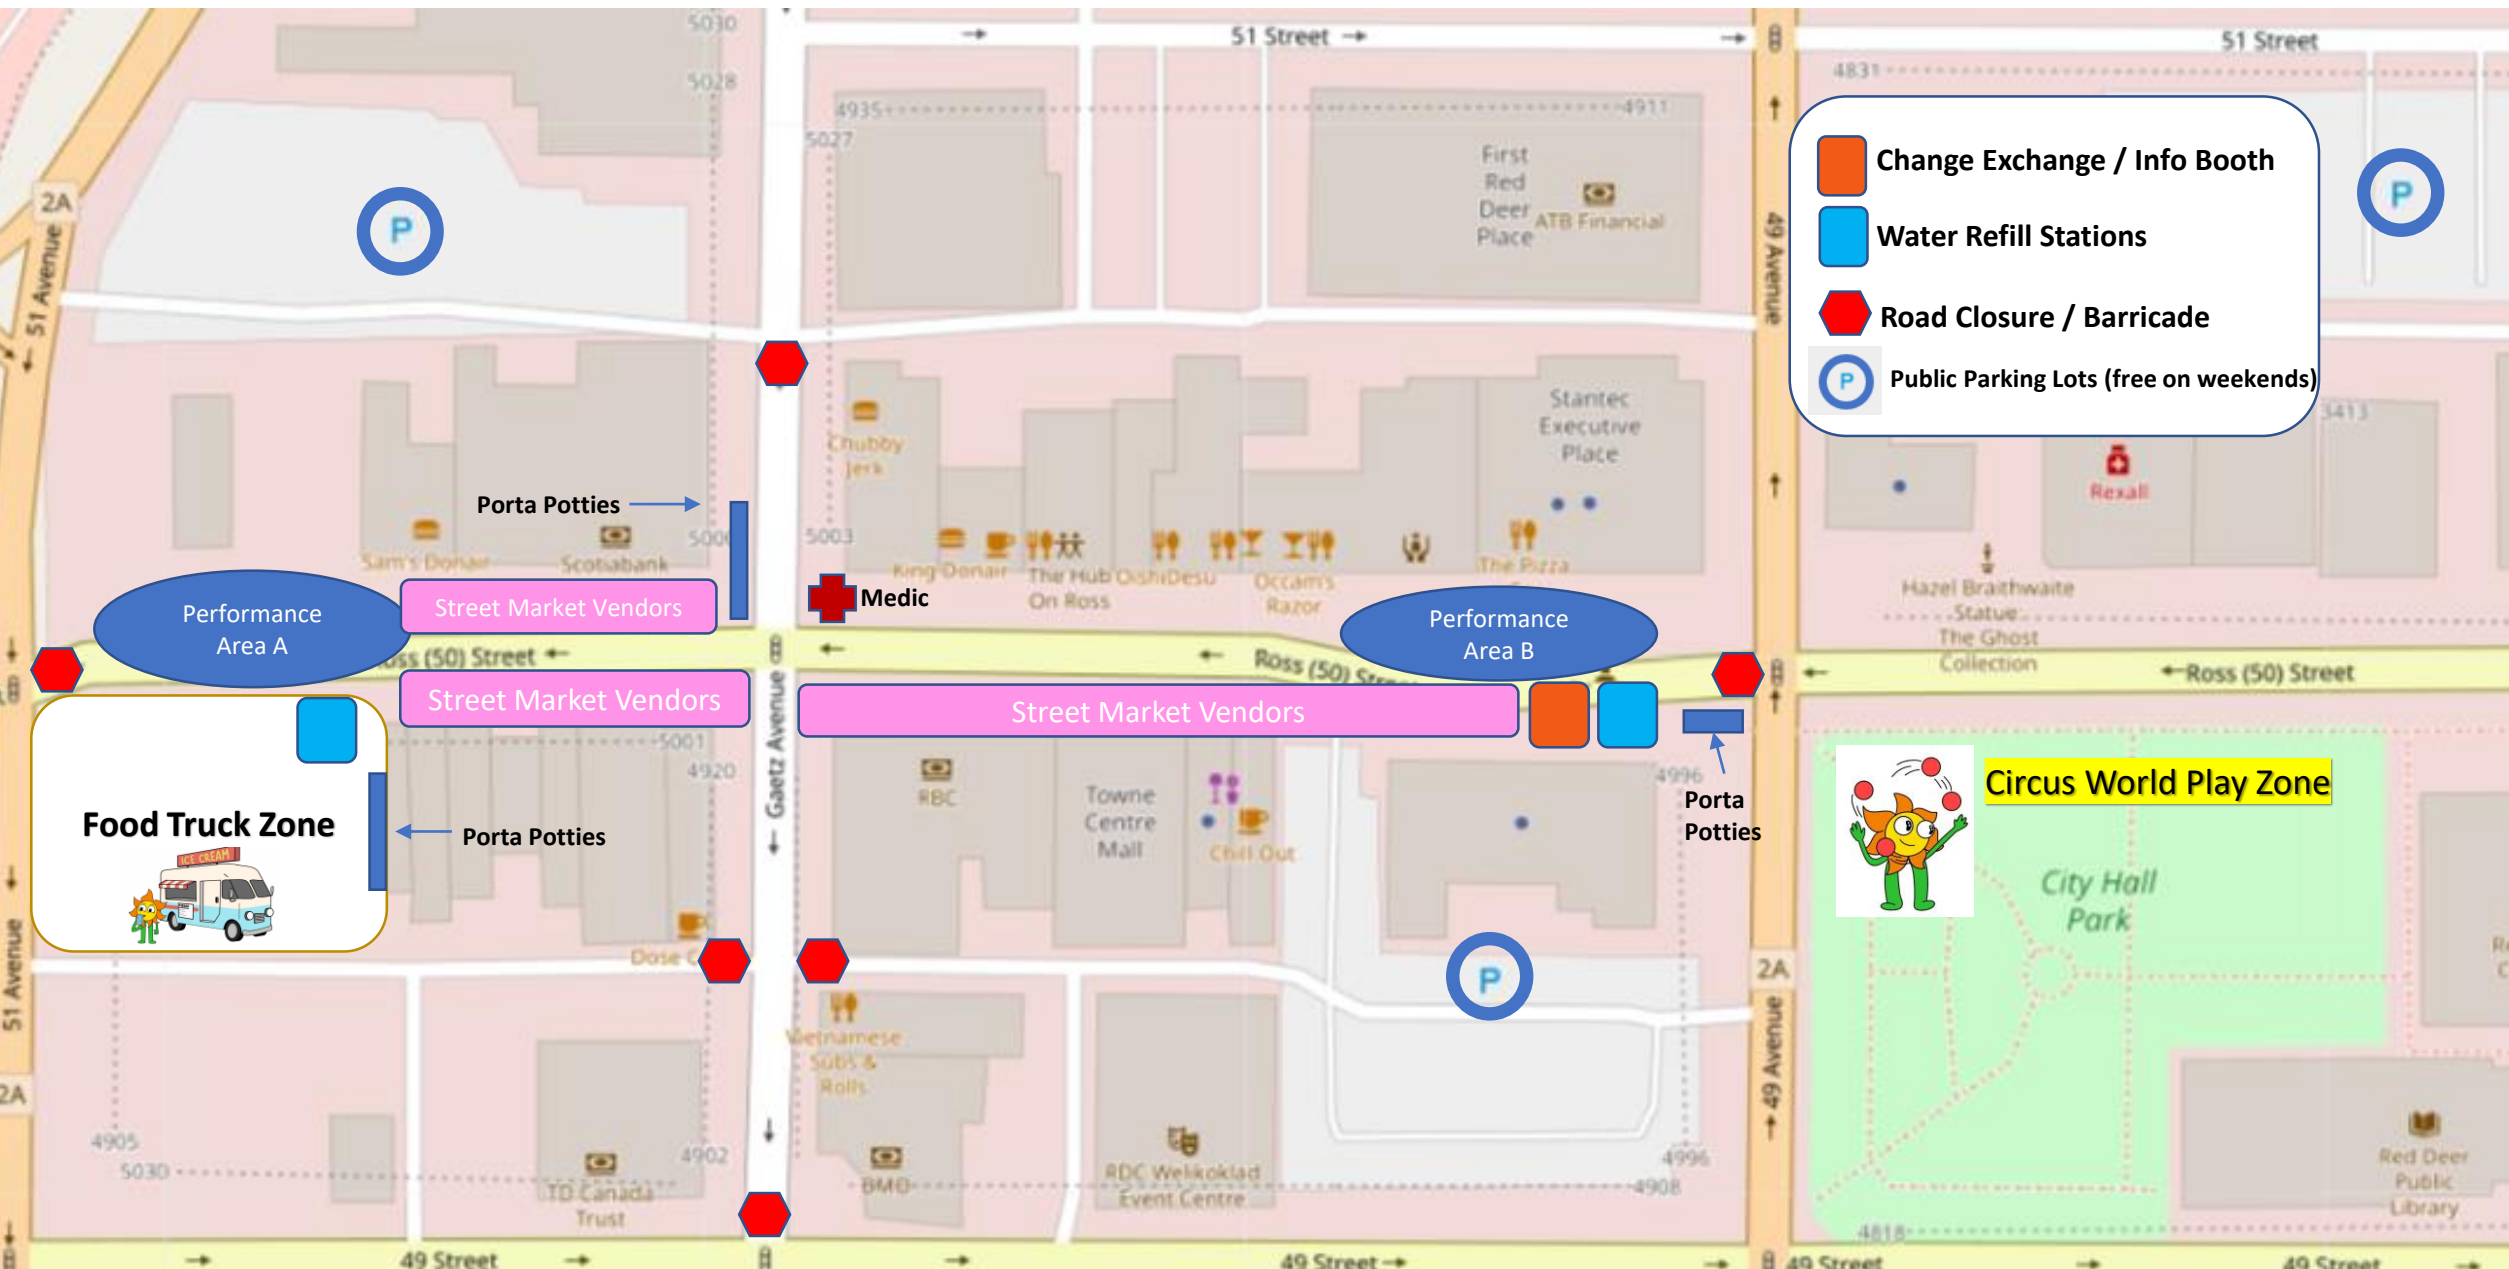 5030
51 Street
51 Street
5028
4831
4935
4911
5027
First
Red
Deer
Place
ATB Financial
2A
51 Avenue
49 Avenue
P
P
Change Exchange / Info Booth
Water Refill Stations
Road Closure / Barricade
P
Public Parking Lots (free on weekends)
3413
Stantec
Executive
Place
Chubby
Jerk
Rexall
Porta Potties
5003
Sam's Donair
Scotiabank
King Donair
The Hub
On Ross
OishiDesu
Occam's
Razor
The Pizza
Hazel Braithwaite
Statue
The Ghost
Collection
Medic
Performance
Area A
Street Market Vendors
Performance
Area B
Ross (50) Street
Ross (50) Street
Street Market Vendors
Street Market Vendors
5001
4920
Gaetz Avenue
RBC
Towne
Centre
Mall
Chill Out
4996
Porta
Potties
Circus World Play Zone
Food Truck Zone
ICE CREAM
Porta Potties
City Hall
Park
Dose
P
2A
51 Avenue
Vietnamese
Subs &
Rolls
49 Avenue
2A
4905
5030
4902
TD Canada
Trust
BMO
RDC Welikoklad
Event Centre
4996
4908
Red Deer
Public
Library
4818
49 Street
49 Street
49 Street
49 Street